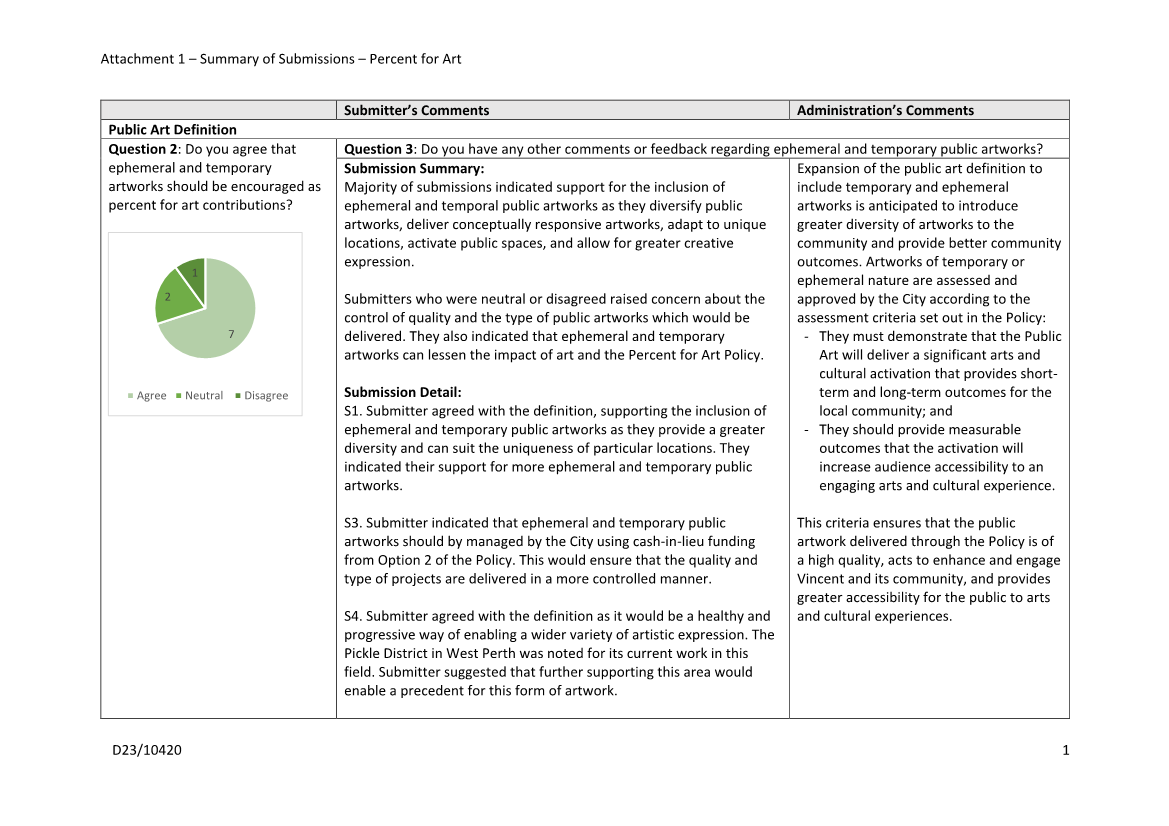 Attachment 1 – Summary of Submissions – Percent for Art
Submitter's Comments
Administration's Comments
Public Art Definition
Question 2: Do you agree that
ephemeral and temporary
artworks should be encouraged as
percent for art contributions?
1
2
7
Agree
Neutral
Disagree
Question 3: Do you have any other comments or feedback regarding ephemeral and temporary public artworks?
Submission Summary:
Majority of submissions indicated support for the inclusion of
ephemeral and temporal public artworks as they diversify public
artworks, deliver conceptually responsive artworks, adapt to unique
locations, activate public spaces, and allow for greater creative
expression.
Submitters who were neutral or disagreed raised concern about the
control of quality and the type of public artworks which would be
delivered. They also indicated that ephemeral and temporary
artworks can lessen the impact of art and the Percent for Art Policy.
Submission Detail:
S1. Submitter agreed with the definition, supporting the inclusion of
ephemeral and temporary public artworks as they provide a greater
diversity and can suit the uniqueness of particular locations. They
indicated their support for more ephemeral and temporary public
artworks.
S3. Submitter indicated that ephemeral and temporary public
artworks should by managed by the City using cash-in-lieu funding
from Option 2 of the Policy. This would ensure that the quality and
type of projects are delivered in a more controlled manner.
S4. Submitter agreed with the definition as it would be a healthy and
progressive way of enabling a wider variety of artistic expression. The
Pickle District in West Perth was noted for its current work in this
field. Submitter suggested that further supporting this area would
enable a precedent for this form of artwork.
Expansion of the public art definition to
include temporary and ephemeral
artworks is anticipated to introduce
greater diversity of artworks to the
community and provide better community
outcomes. Artworks of temporary or
ephemeral nature are assessed and
approved by the City according to the
assessment criteria set out in the Policy:
- They must demonstrate that the Public
Art will deliver a significant arts and
cultural activation that provides short-
term and long-term outcomes for the
local community; and
- They should provide measurable
outcomes that the activation will
increase audience accessibility to an
engaging arts and cultural experience.
This criteria ensures that the public
artwork delivered through the Policy is of
a high quality, acts to enhance and engage
Vincent and its community, and provides
greater accessibility for the public to arts
and cultural experiences.
D23/10420
1